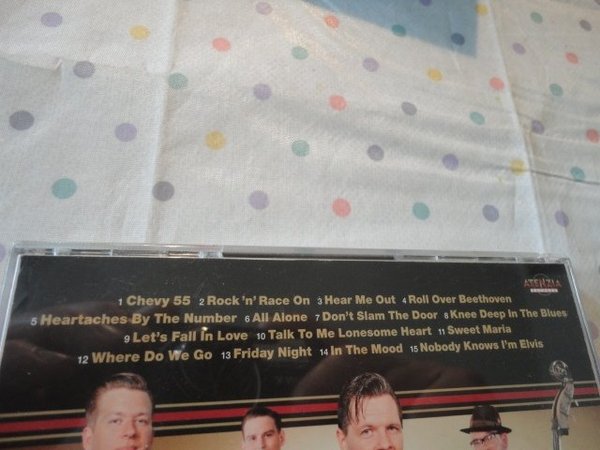 1 Chevy 55 2 Rock 'n' Race On 3 Hear Me Out 4 Roll Over Beethoven
5 Heartaches By The Number 6 All Alone 7 Don't Slam The Door 8 Knee Deep In The Blues
9 Let's Fall In Love 10 Talk To Me Lonesome Heart 11 Sweet Maria
12 Where Do We Go 13 Friday Night 14 In The Mood 15 Nobody Knows I'm Elvis
ATENZIA
RECORDS